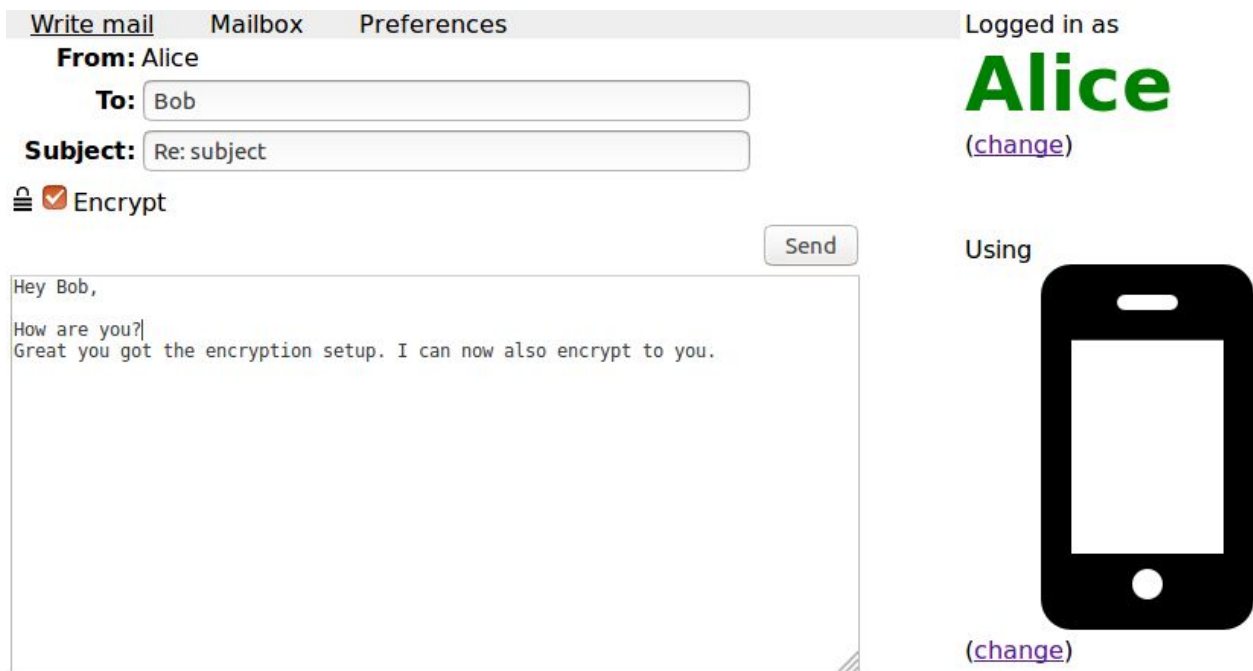 Write mail Mailbox Preferences
From: Alice
To: Bob
Subject: Re: subject
Encrypt
Send
Hey Bob,
How are you?
Great you got the encryption setup. I can now also encrypt to you.
Logged in as
Alice
(change)
Using
(change)